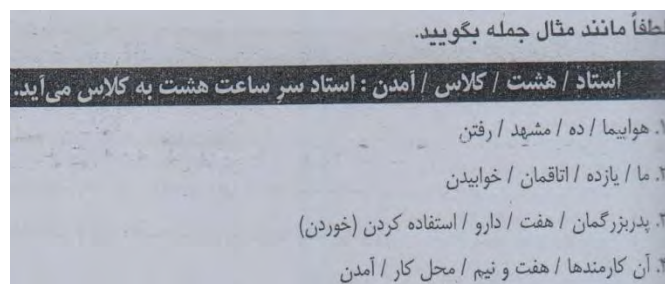 لطفاً مانند مثال جمله بگویید.
استاد / هشت / کلاس / آمدن : استاد سرِ ساعت هشت به کلاس می‌آید.
۱. هواپیما / ده / مشهد / رفتن
۲. ما / یازده / اتاقمان / خوابیدن
۳. پدربزرگمان / هفت / دارو / استفاده کردن (خوردن)
۴. آن کارمندها / هفت و نیم / محل کار / آمدن